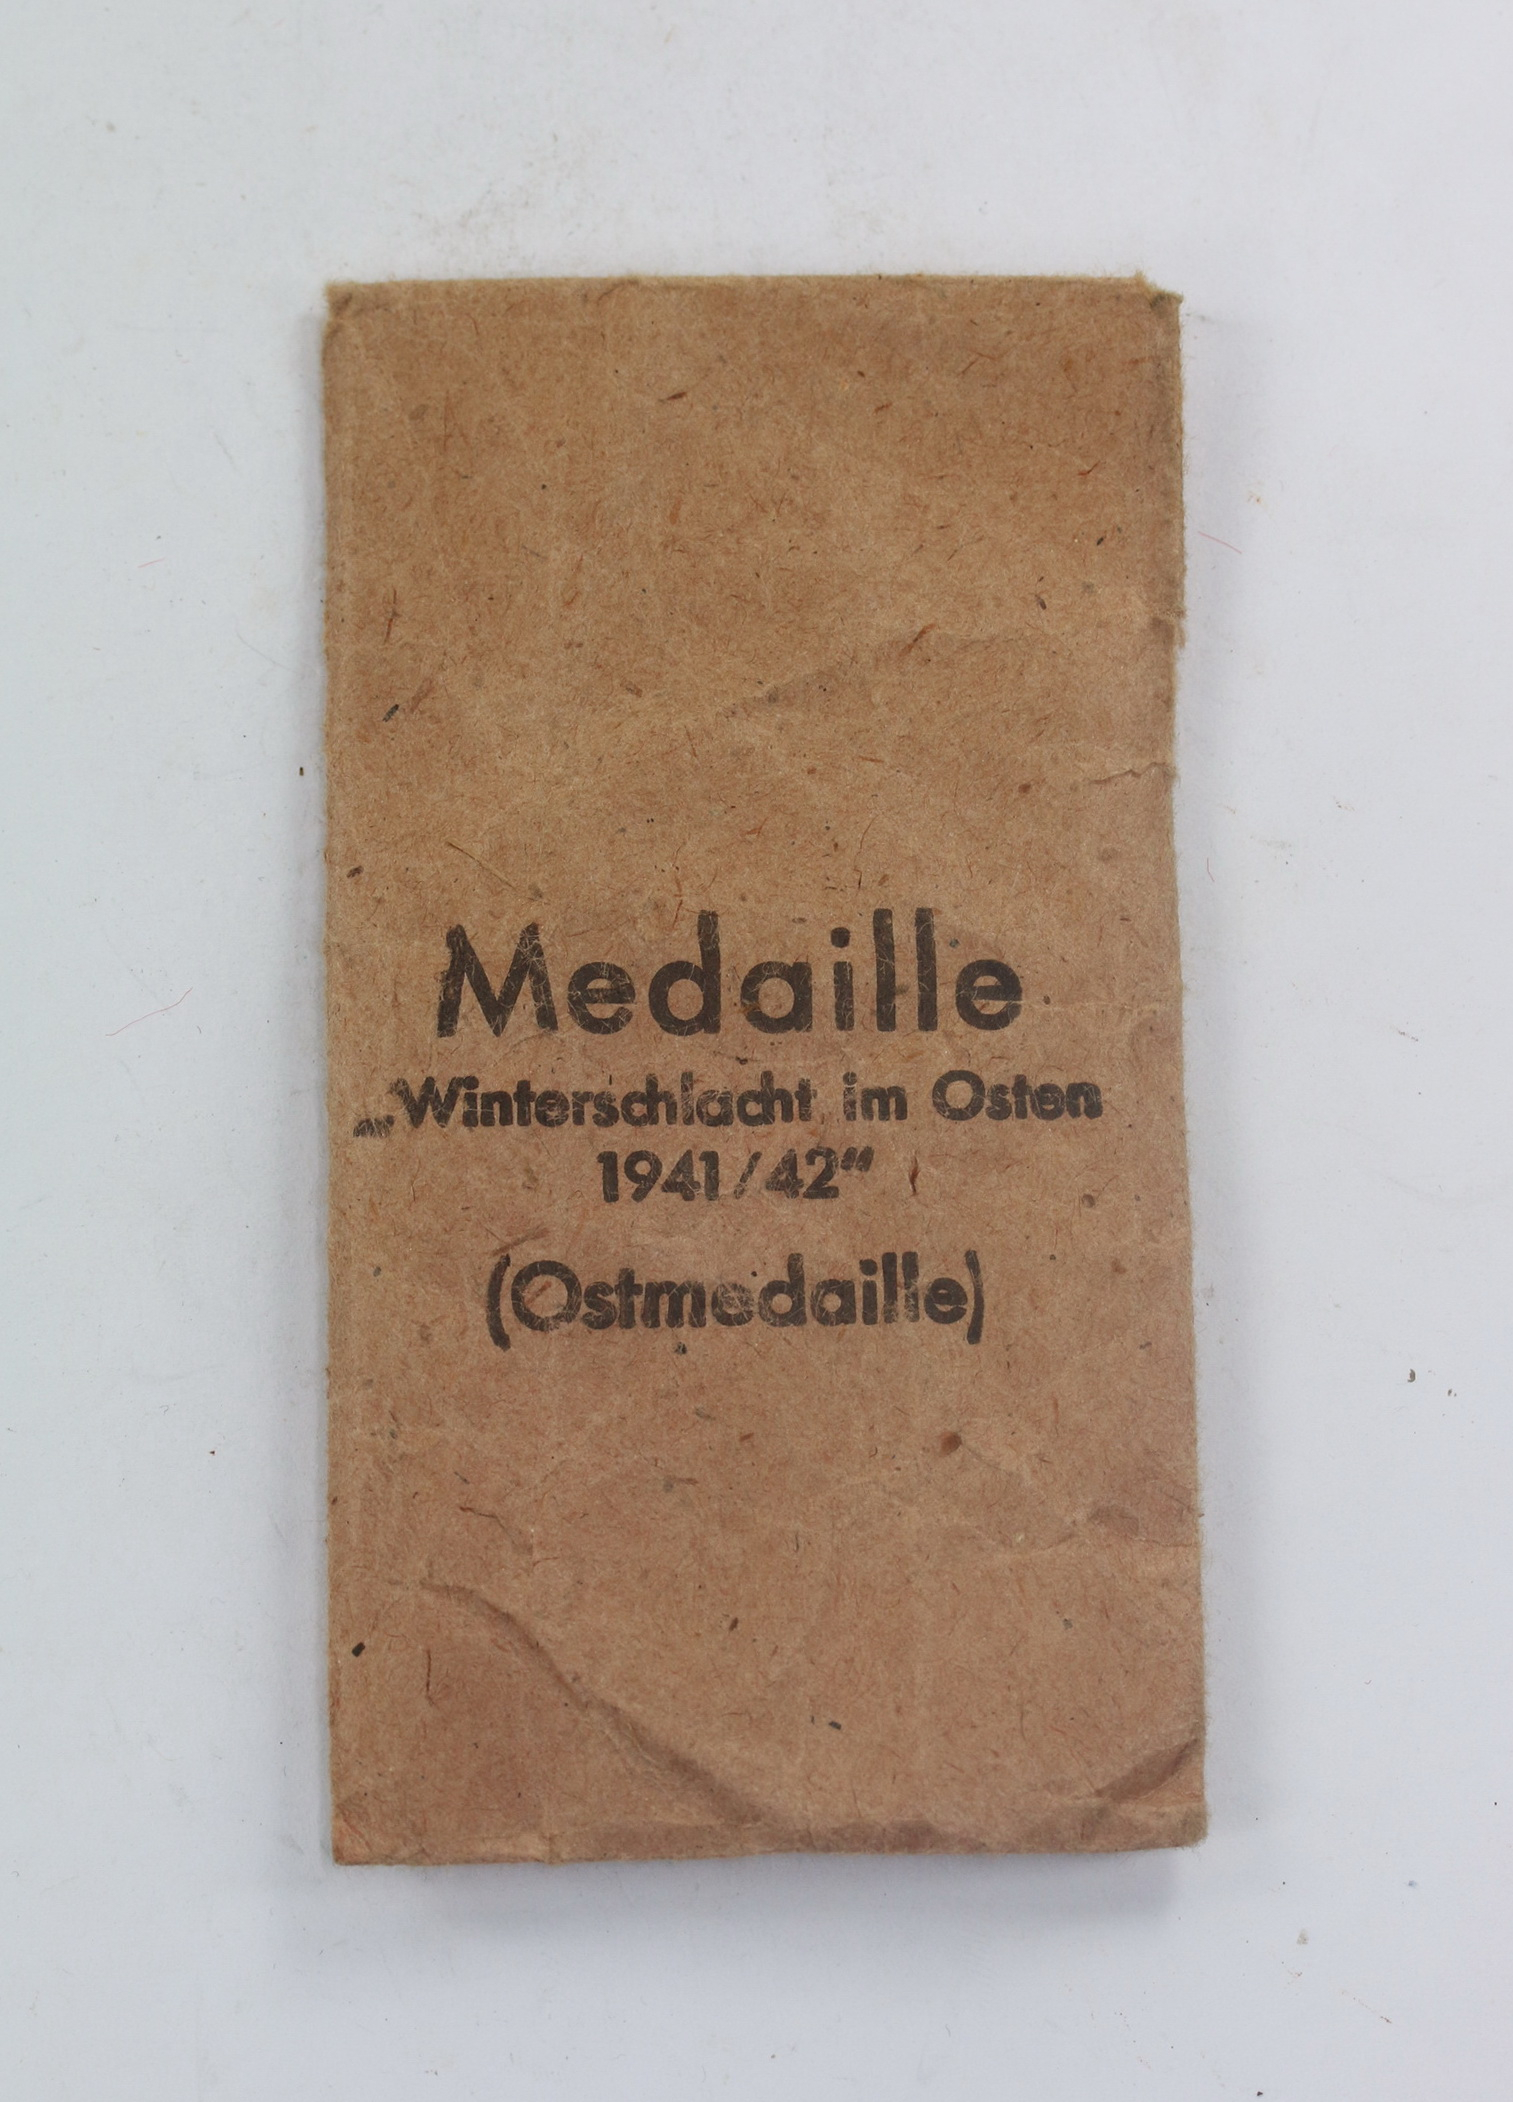 Medaille
„Winterschlacht im Osten
1941/42“
(Ostmedaille)